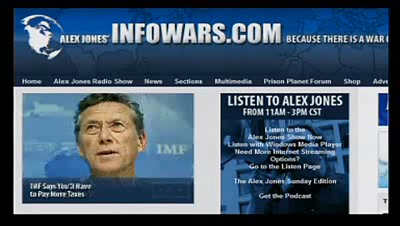 ALEX JONES' INFOWARS.COM BECAUSE THERE IS A WAR
Home Alex Jones Radio Show News Sections Multimedia Prison Planet Forum Shop
IMF
IMF Says You'll Have
to Pay More Taxes
LISTEN TO ALEX JONES
FROM 11AM - 3PM CST
Listen to the
Alex Jones Show Now
Listen with Windows Media Player
Need More Internet Streaming
Options?
Go to the Listen Page
The Alex Jones Sunday Edition
Get the Podcast